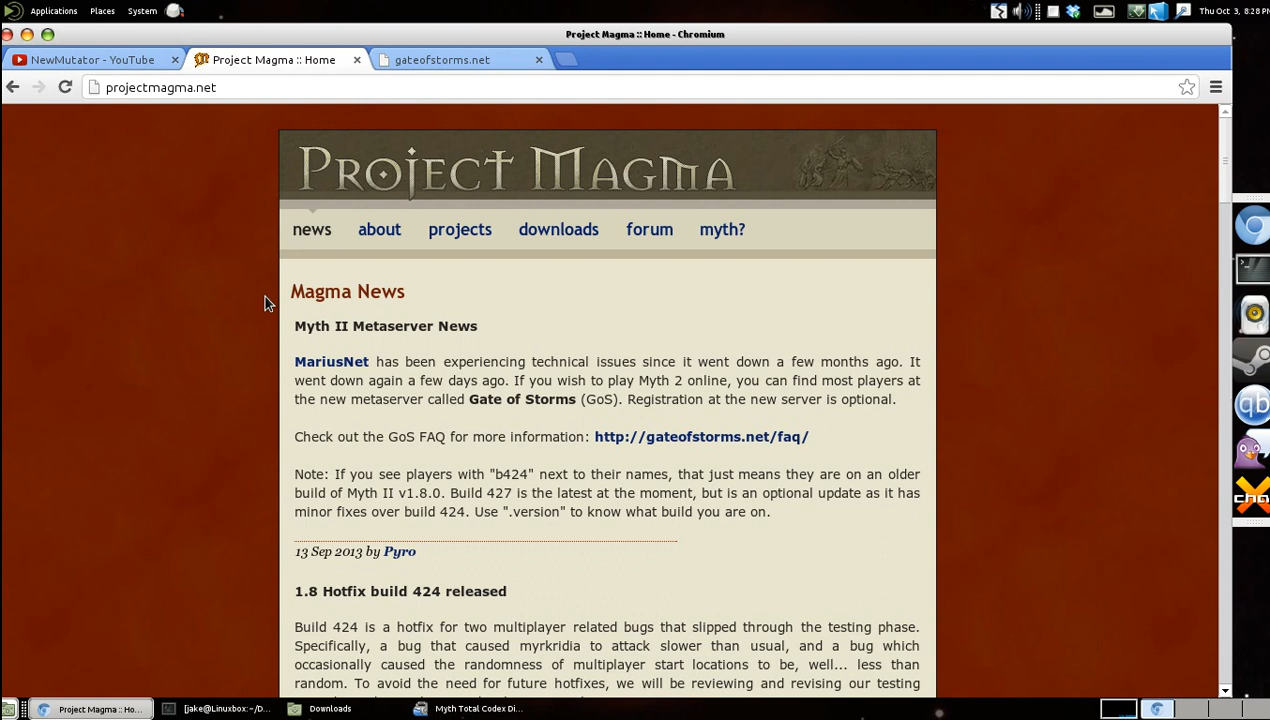 Applications Places System Thu Oct 3, 8:28 PM
Project Magma :: Home - Chromium
NewMutator - YouTube Project Magma :: Home gateofstorms.net
projectmagma.net
PROJECT MAGMA
news about projects downloads forum myth?
Magma News
Myth II Metaserver News
MariusNet has been experiencing technical issues since it went down a few months ago. It
went down again a few days ago. If you wish to play Myth 2 online, you can find most players at
the new metaserver called Gate of Storms (GoS). Registration at the new server is optional.
Check out the GoS FAQ for more information: http://gateofstorms.net/faq/
Note: If you see players with "b424" next to their names, that just means they are on an older
build of Myth II v1.8.0. Build 427 is the latest at the moment, but is an optional update as it has
minor fixes over build 424. Use ".version" to know what build you are on.
13 Sep 2013 by Pyro
1.8 Hotfix build 424 released
Build 424 is a hotfix for two multiplayer related bugs that slipped through the testing phase.
Specifically, a bug that caused myrkridia to attack slower than usual, and a bug which
occasionally caused the randomness of multiplayer start locations to be, well... less than
random. To avoid the need for future hotfixes, we will be reviewing and revising our testing
qb
Project Magma :: Ho... [jake@Linuxbox: ~/D... Downloads Myth Total Codex Di...